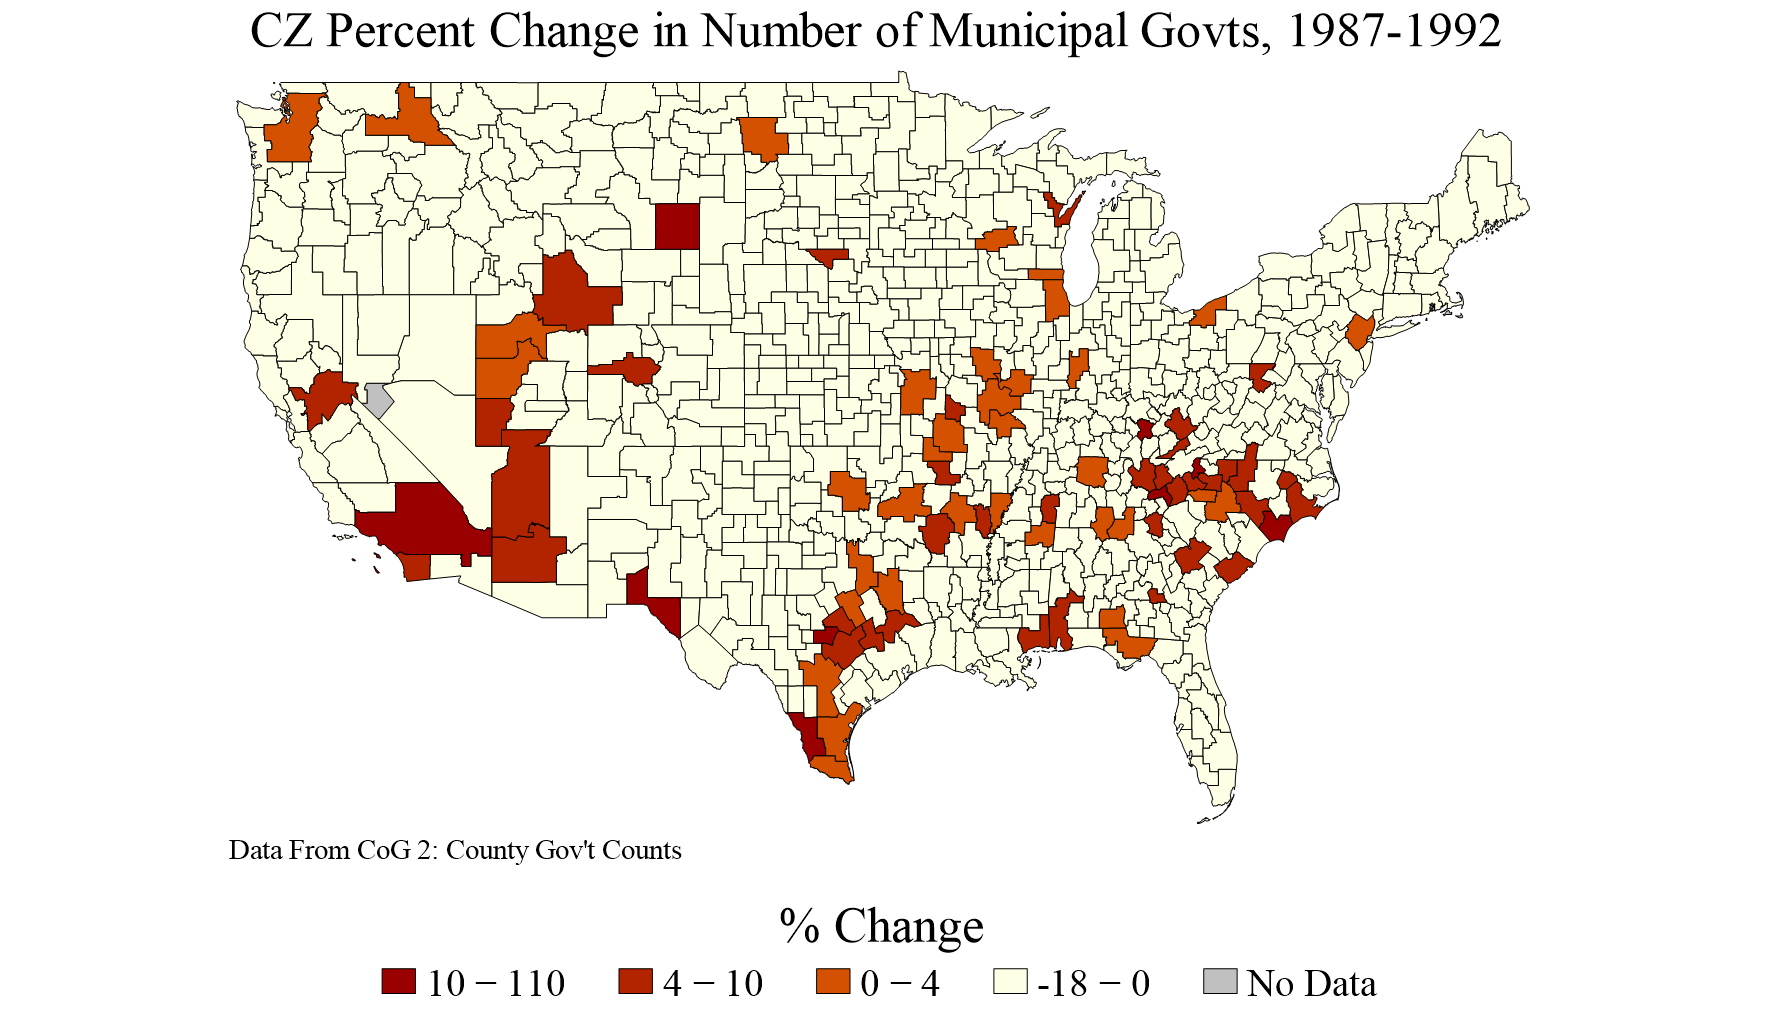 CZ Percent Change in Number of Municipal Govts, 1987-1992
Data From CoG 2: County Gov't Counts
% Change
10 − 110 4 − 10 0 − 4 -18 − 0 No Data